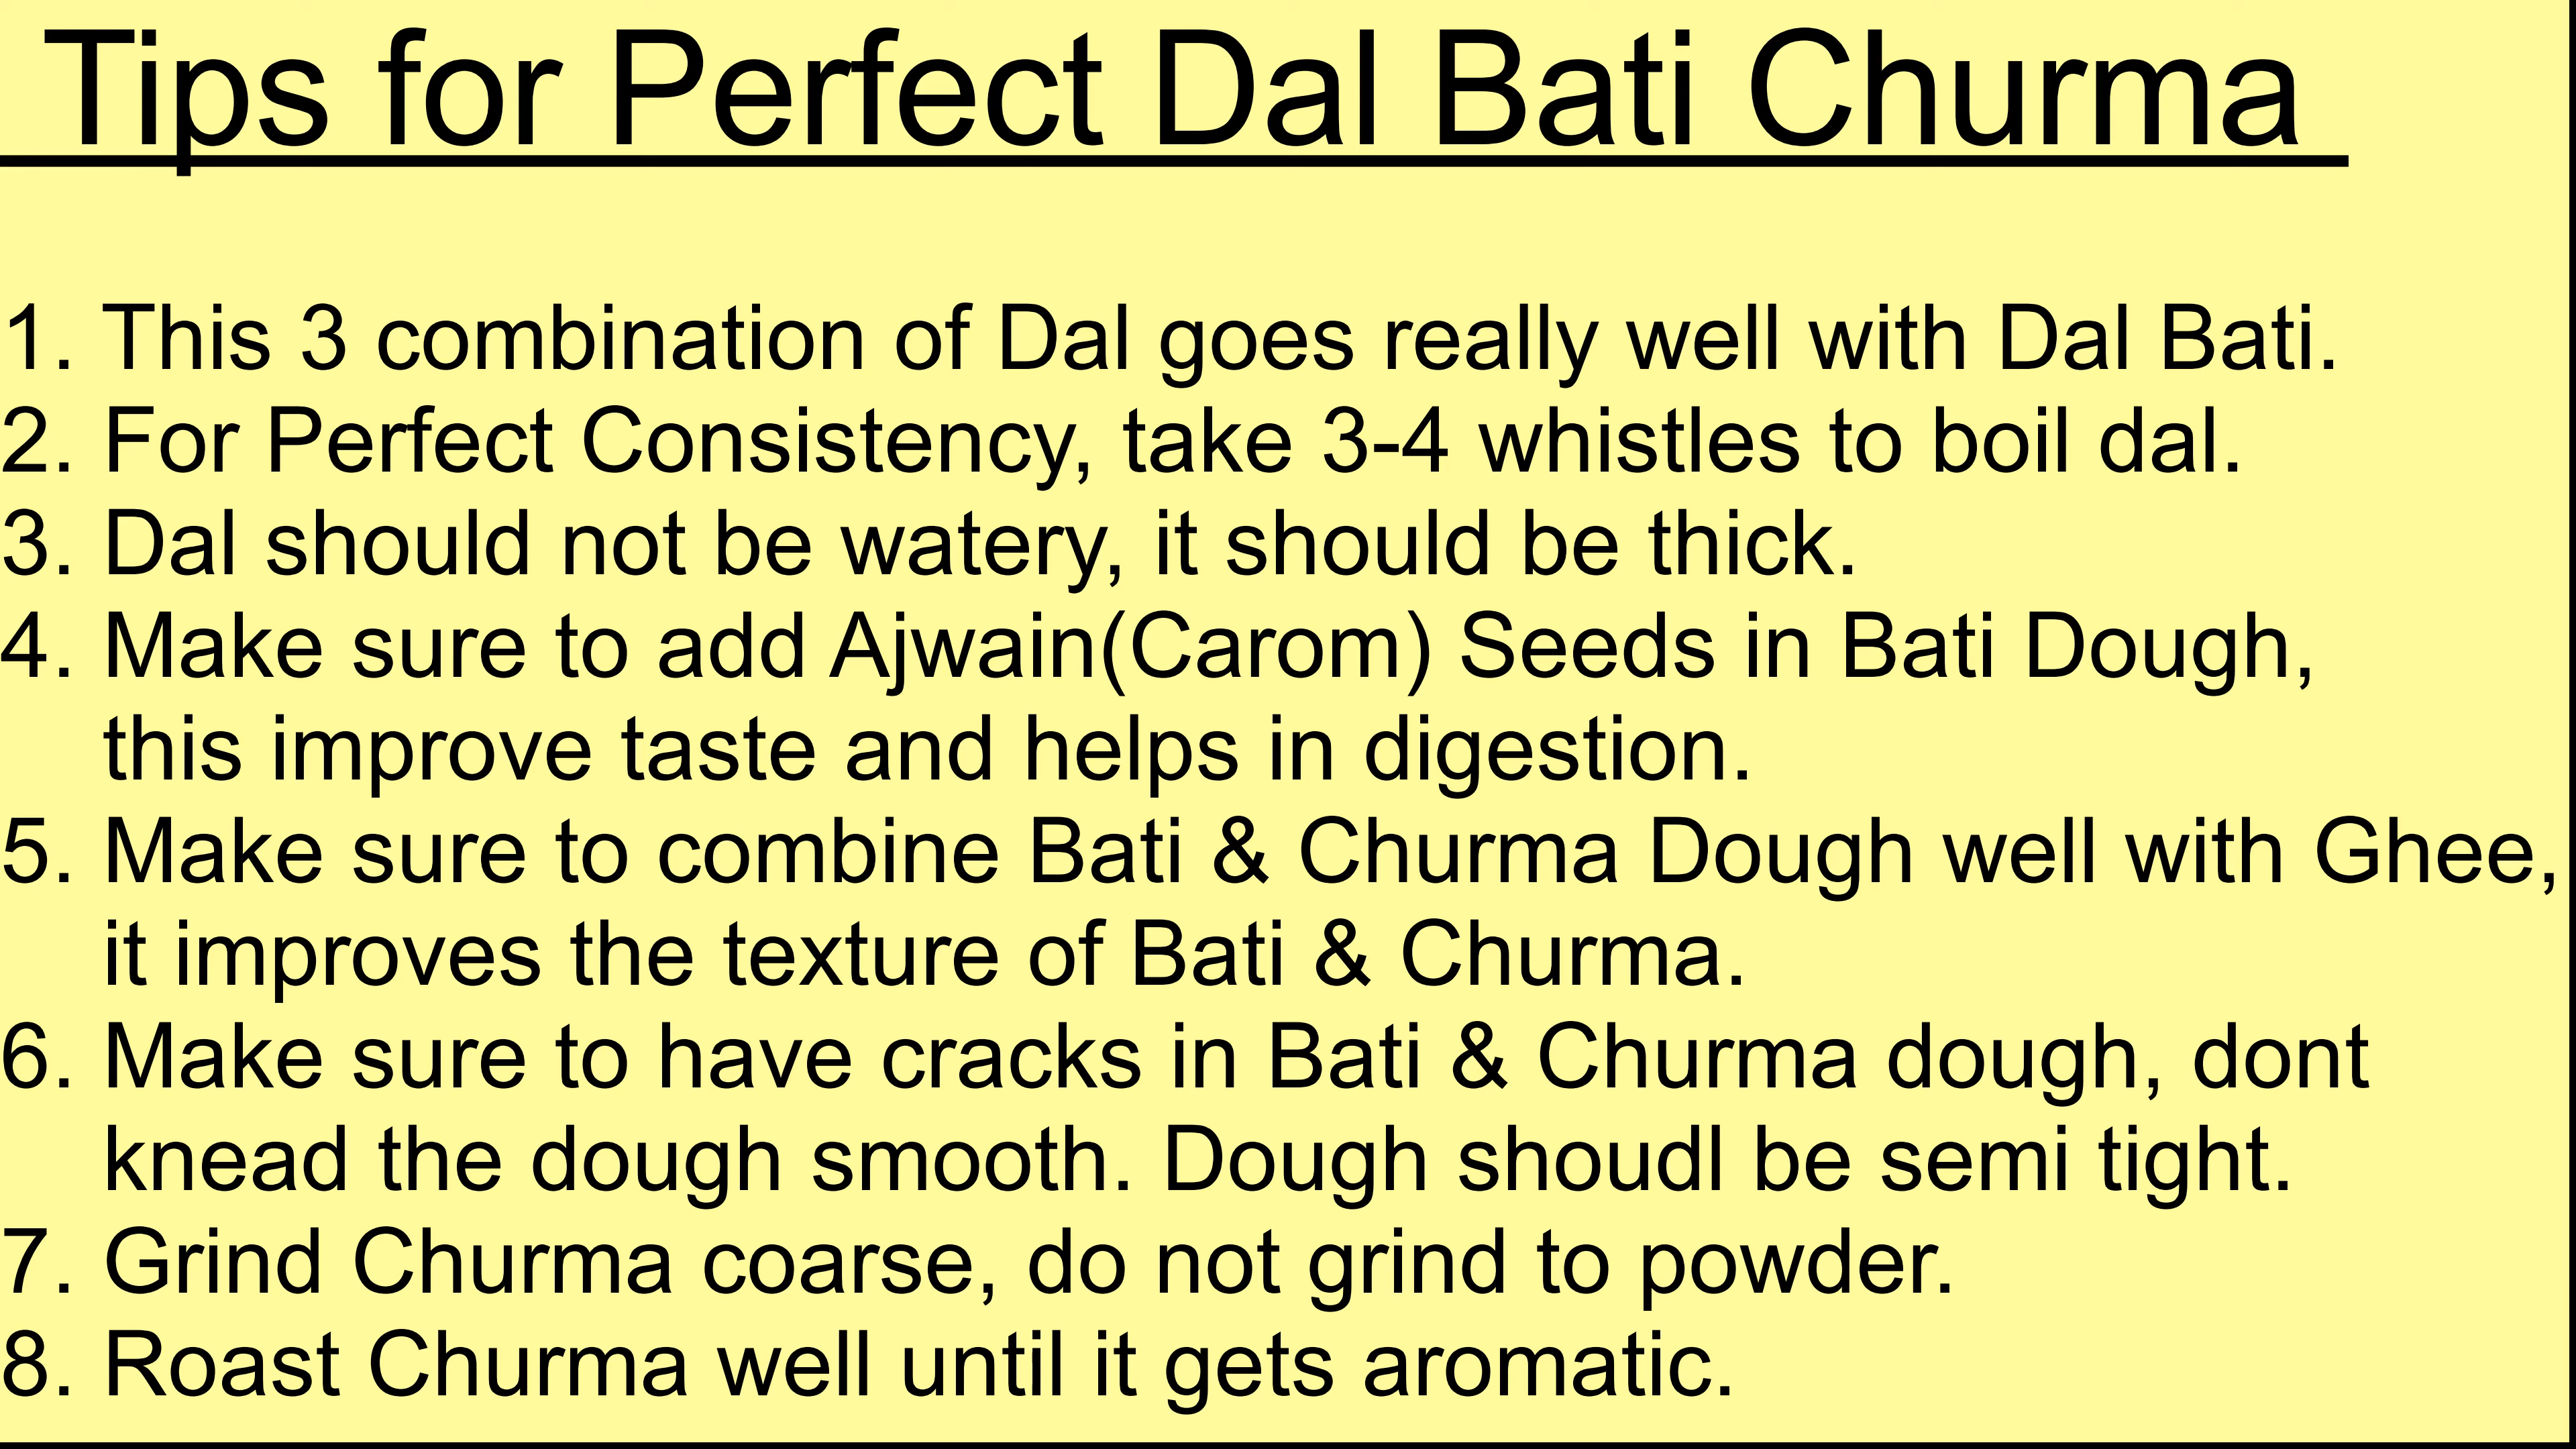 Tips for Perfect Dal Bati Churma
1. This 3 combination of Dal goes really well with Dal Bati.
2. For Perfect Consistency, take 3-4 whistles to boil dal.
3. Dal should not be watery, it should be thick.
4. Make sure to add Ajwain(Carom) Seeds in Bati Dough,
this improve taste and helps in digestion.
5. Make sure to combine Bati & Churma Dough well with Ghee,
it improves the texture of Bati & Churma.
6. Make sure to have cracks in Bati & Churma dough, dont
knead the dough smooth. Dough shoudl be semi tight.
7. Grind Churma coarse, do not grind to powder.
8. Roast Churma well until it gets aromatic.